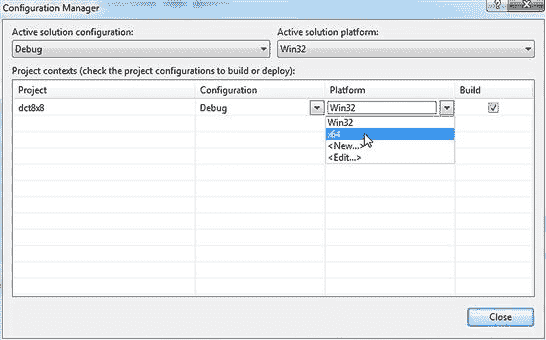 Configuration Manager
Active solution configuration: Active solution platform:
Debug Win32
Project contexts (check the project configurations to build or deploy):
Project Configuration Platform Build
dct8x8 Debug Win32
Win32
x64
<New...>
<Edit...>
Close